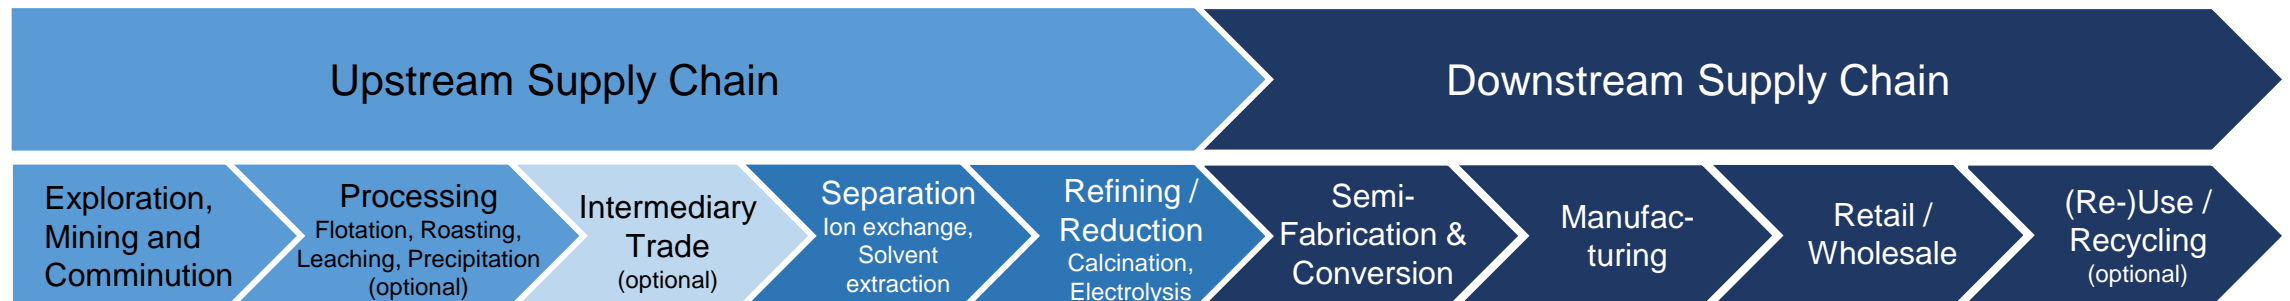 Upstream Supply Chain
Downstream Supply Chain
Exploration,
Mining and
Comminution
Processing
Flotation, Roasting,
Leaching, Precipitation
(optional)
Intermediary
Trade
(optional)
Separation
Ion exchange,
Solvent
extraction
Refining /
Reduction
Calcination,
Electrolysis
Semi-
Fabrication &
Conversion
Manufac-
turing
Retail /
Wholesale
(Re-)Use /
Recycling
(optional)